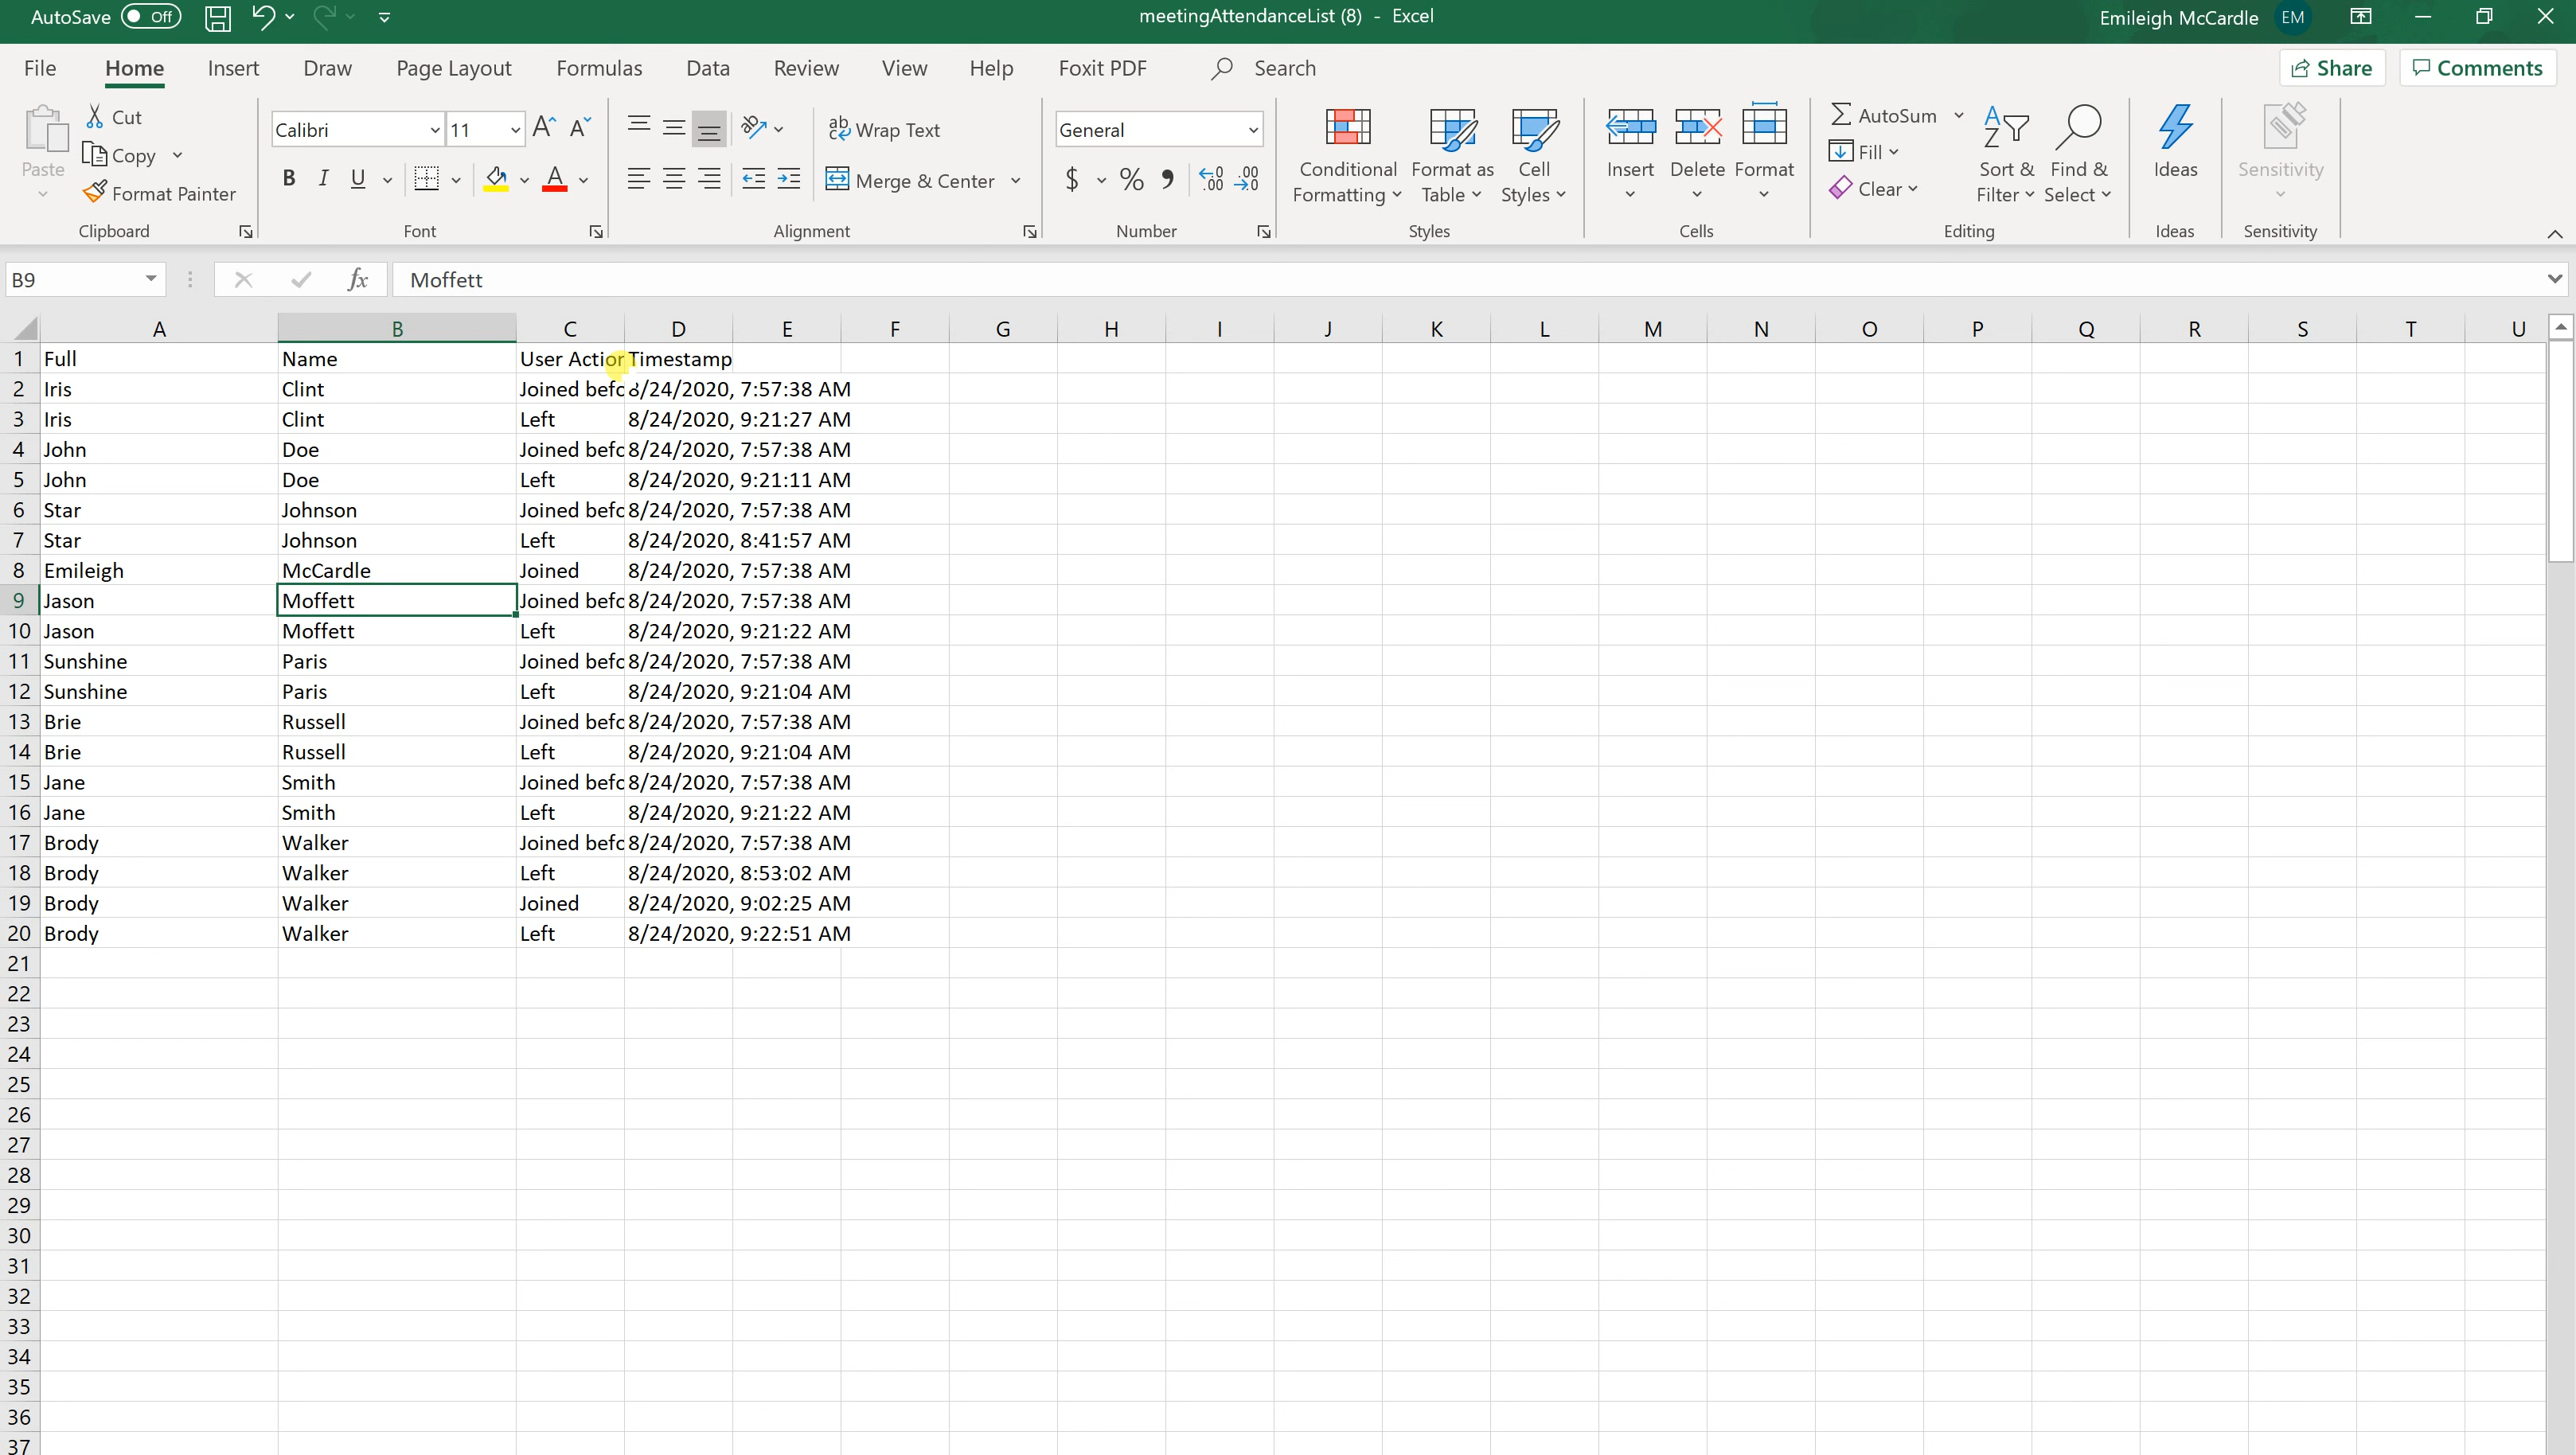 AutoSave Off meetingAttendanceList (8) - Excel Emileigh McCardle EM
File Home Insert Draw Page Layout Formulas Data Review View Help Foxit PDF Search Share Comments
Paste Cut Copy Format Painter Clipboard
Calibri 11 B I U A Font
ab Wrap Text Merge & Center Alignment
General $ % 9 Number
Conditional Formatting Format as Table Cell Styles Styles
Insert Delete Format Cells
AutoSum Fill Clear Sort & Filter Find & Select Editing
Ideas Ideas
Sensitivity Sensitivity
B9 fx Moffett
A B C D E F G H I J K L M N O P Q R S T U
1 Full Name User Action Timestamp
2 Iris Clint Joined befo 8/24/2020, 7:57:38 AM
3 Iris Clint Left 8/24/2020, 9:21:27 AM
4 John Doe Joined befo 8/24/2020, 7:57:38 AM
5 John Doe Left 8/24/2020, 9:21:11 AM
6 Star Johnson Joined befo 8/24/2020, 7:57:38 AM
7 Star Johnson Left 8/24/2020, 8:41:57 AM
8 Emileigh McCardle Joined 8/24/2020, 7:57:38 AM
9 Jason Moffett Joined befo 8/24/2020, 7:57:38 AM
10 Jason Moffett Left 8/24/2020, 9:21:22 AM
11 Sunshine Paris Joined befo 8/24/2020, 7:57:38 AM
12 Sunshine Paris Left 8/24/2020, 9:21:04 AM
13 Brie Russell Joined befo 8/24/2020, 7:57:38 AM
14 Brie Russell Left 8/24/2020, 9:21:04 AM
15 Jane Smith Joined befo 8/24/2020, 7:57:38 AM
16 Jane Smith Left 8/24/2020, 9:21:22 AM
17 Brody Walker Joined befo 8/24/2020, 7:57:38 AM
18 Brody Walker Left 8/24/2020, 8:53:02 AM
19 Brody Walker Joined 8/24/2020, 9:02:25 AM
20 Brody Walker Left 8/24/2020, 9:22:51 AM
21
22
23
24
25
26
27
28
29
30
31
32
33
34
35
36
37